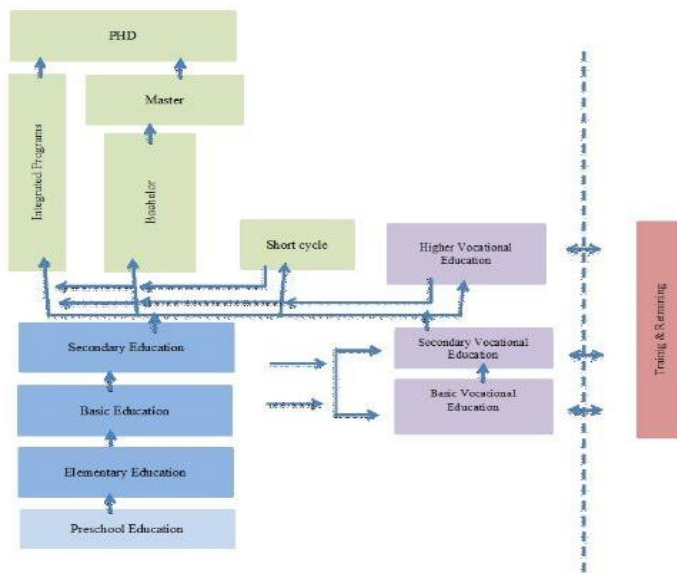 PHD
Master
Integrated Programs
Bachelor
Short cycle
Higher Vocational
Education
Secondary Education
Secondary Vocational
Education
Basic Education
Basic Vocational
Education
Elementary Education
Preschool Education
Training & Retraining